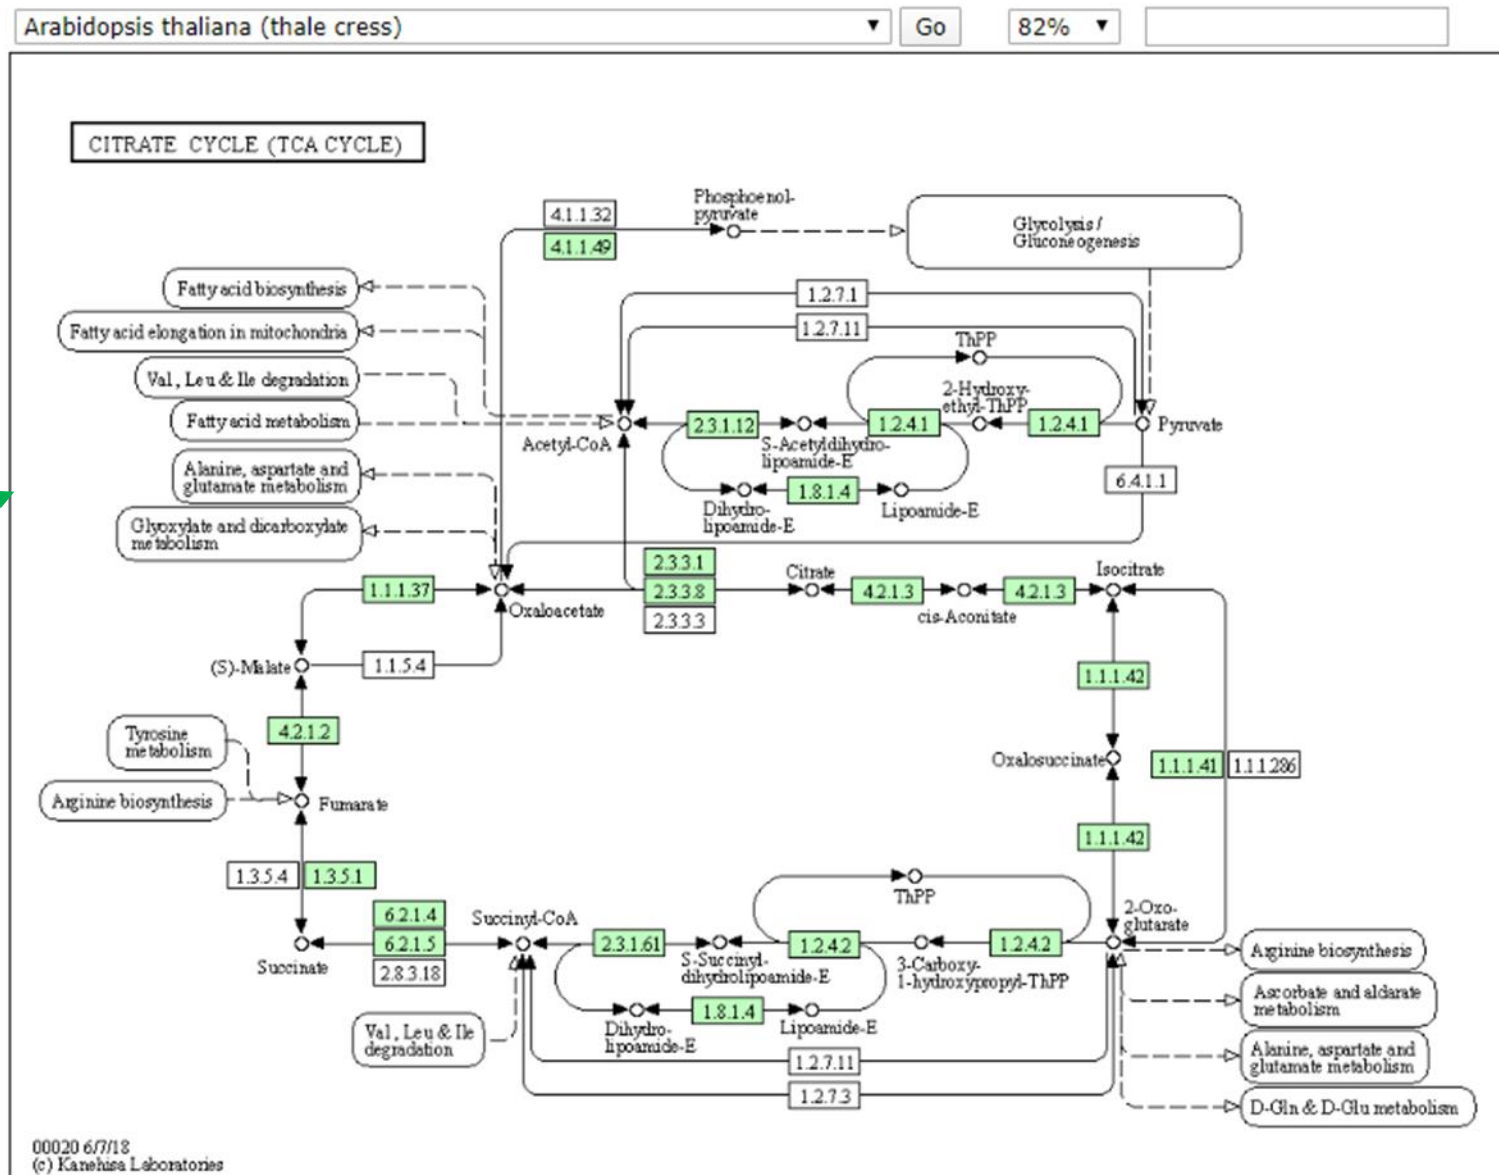 Arabidopsis thaliana (thale cress)
Go
82%
CITRATE CYCLE (TCA CYCLE)
Phosphoenol-
pyruvate
4.1.1.32
4.1.1.49
Glycolysis /
Gluconeogenesis
Fatty acid biosynthesis
Fatty acid elongation in mitochondria
Val, Leu & Ile degradation
Fatty acid metabolism
Alanine, aspartate and
glutamate metabolism
Glyoxylate and dicarboxylate
metabolism
1.2.7.1
1.2.7.11
ThPP
2-Hydroxy-
ethyl-ThPP
Acetyl-CoA
2.3.1.12
S-Acetyldihydro-
lipoamide-E
1.2.4.1
1.2.4.1
Pyruvate
Dihydro-
lipoamide-E
1.8.1.4
Lipoamide-E
6.4.1.1
1.1.1.37
Oxaloacetate
2.3.3.1
2.3.3.8
2.3.3.3
Citrate
4.2.1.3
cis-Aconitate
4.2.1.3
Isocitrate
(S)-Malate
1.1.5.4
1.1.1.42
4.2.1.2
Tyrosine
metabolism
Arginine biosynthesis
Fumarate
Oxalosuccinate
1.1.1.41
1.1.1.286
1.1.1.42
1.3.5.4
1.3.5.1
ThPP
Succinate
6.2.1.4
6.2.1.5
2.8.3.18
Succinyl-CoA
2.3.1.61
S-Succinyl-
dihydrolipoamide-E
1.2.4.2
3-Carboxy-
1-hydroxypropyl-ThPP
1.2.4.2
2-Oxo-
glutarate
Val, Leu & Ile
degradation
Dihydro-
lipoamide-E
1.8.1.4
Lipoamide-E
1.2.7.11
1.2.7.3
Arginine biosynthesis
Ascorbate and aldarate
metabolism
Alanine, aspartate and
glutamate metabolism
D-Gln & D-Glu metabolism
00020 6/7/18
(c) Kanehisa Laboratories